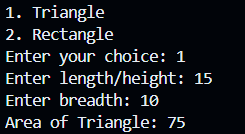 1. Triangle
2. Rectangle
Enter your choice: 1
Enter length/height: 15
Enter breadth: 10
Area of Triangle: 75